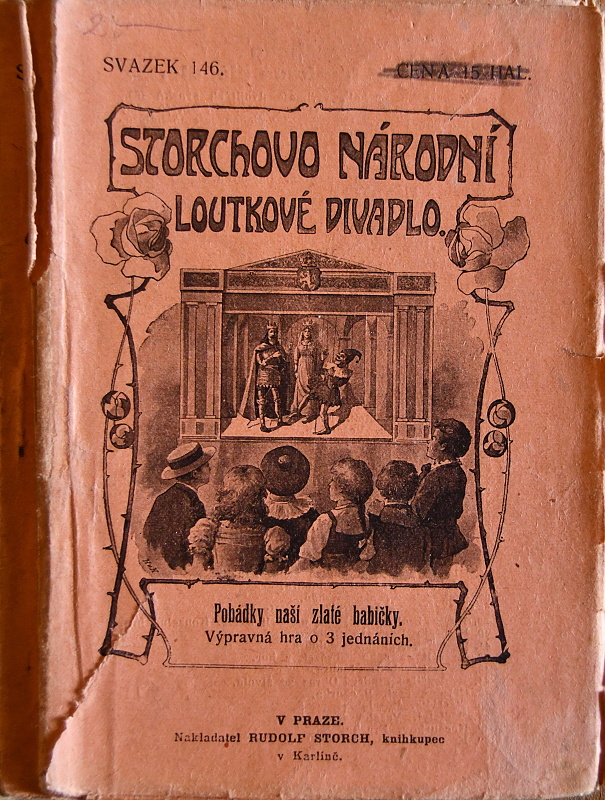 SVAZEK 146.
CENA 15 HAL.
STORCHOVO NÁRODNÍ
LOUTKOVÉ DIVADLO.
Pohádky naší zlaté babičky.
Výpravná hra o 3 jednáních.
V PRAZE.
Nakladatel RUDOLF STORCH, knihkupec
v Karlíně.